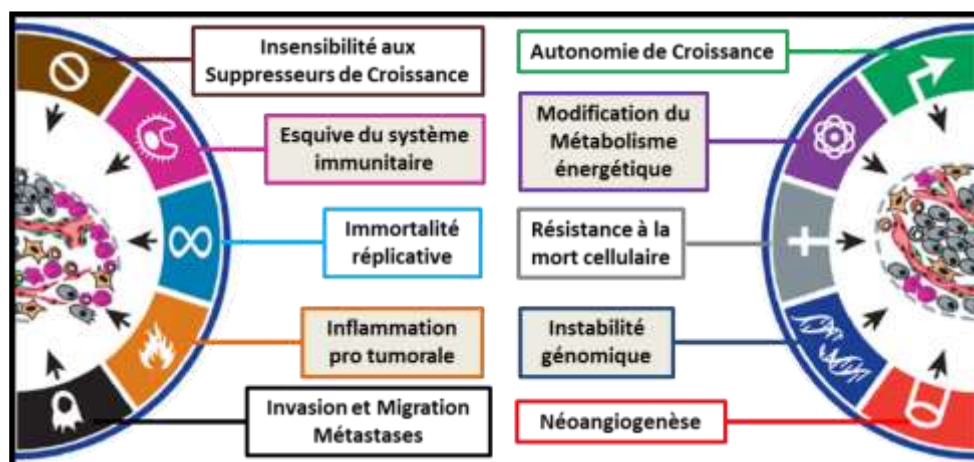 Insensibilité aux
Suppresseurs de Croissance
Esquive du système
immunitaire
Immortalité
réplicative
Inflammation
pro tumorale
Invasion et Migration
Métastases
Autonomie de Croissance
Modification du
Métabolisme
énergétique
Résistance à la
mort cellulaire
Instabilité
génomique
Néoangiogenèse